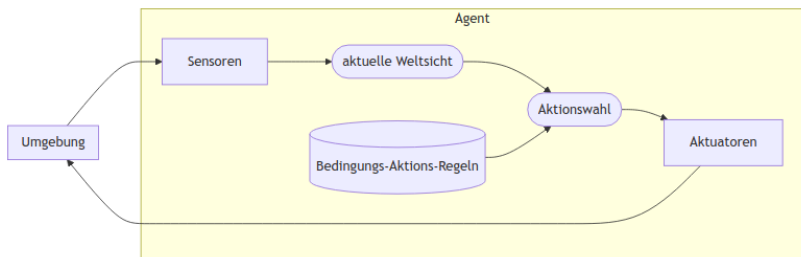 Agent
Sensoren
aktuelle Weltsicht
Aktionswahl
Umgebung
Bedingungs-Aktions-Regeln
Aktuatoren